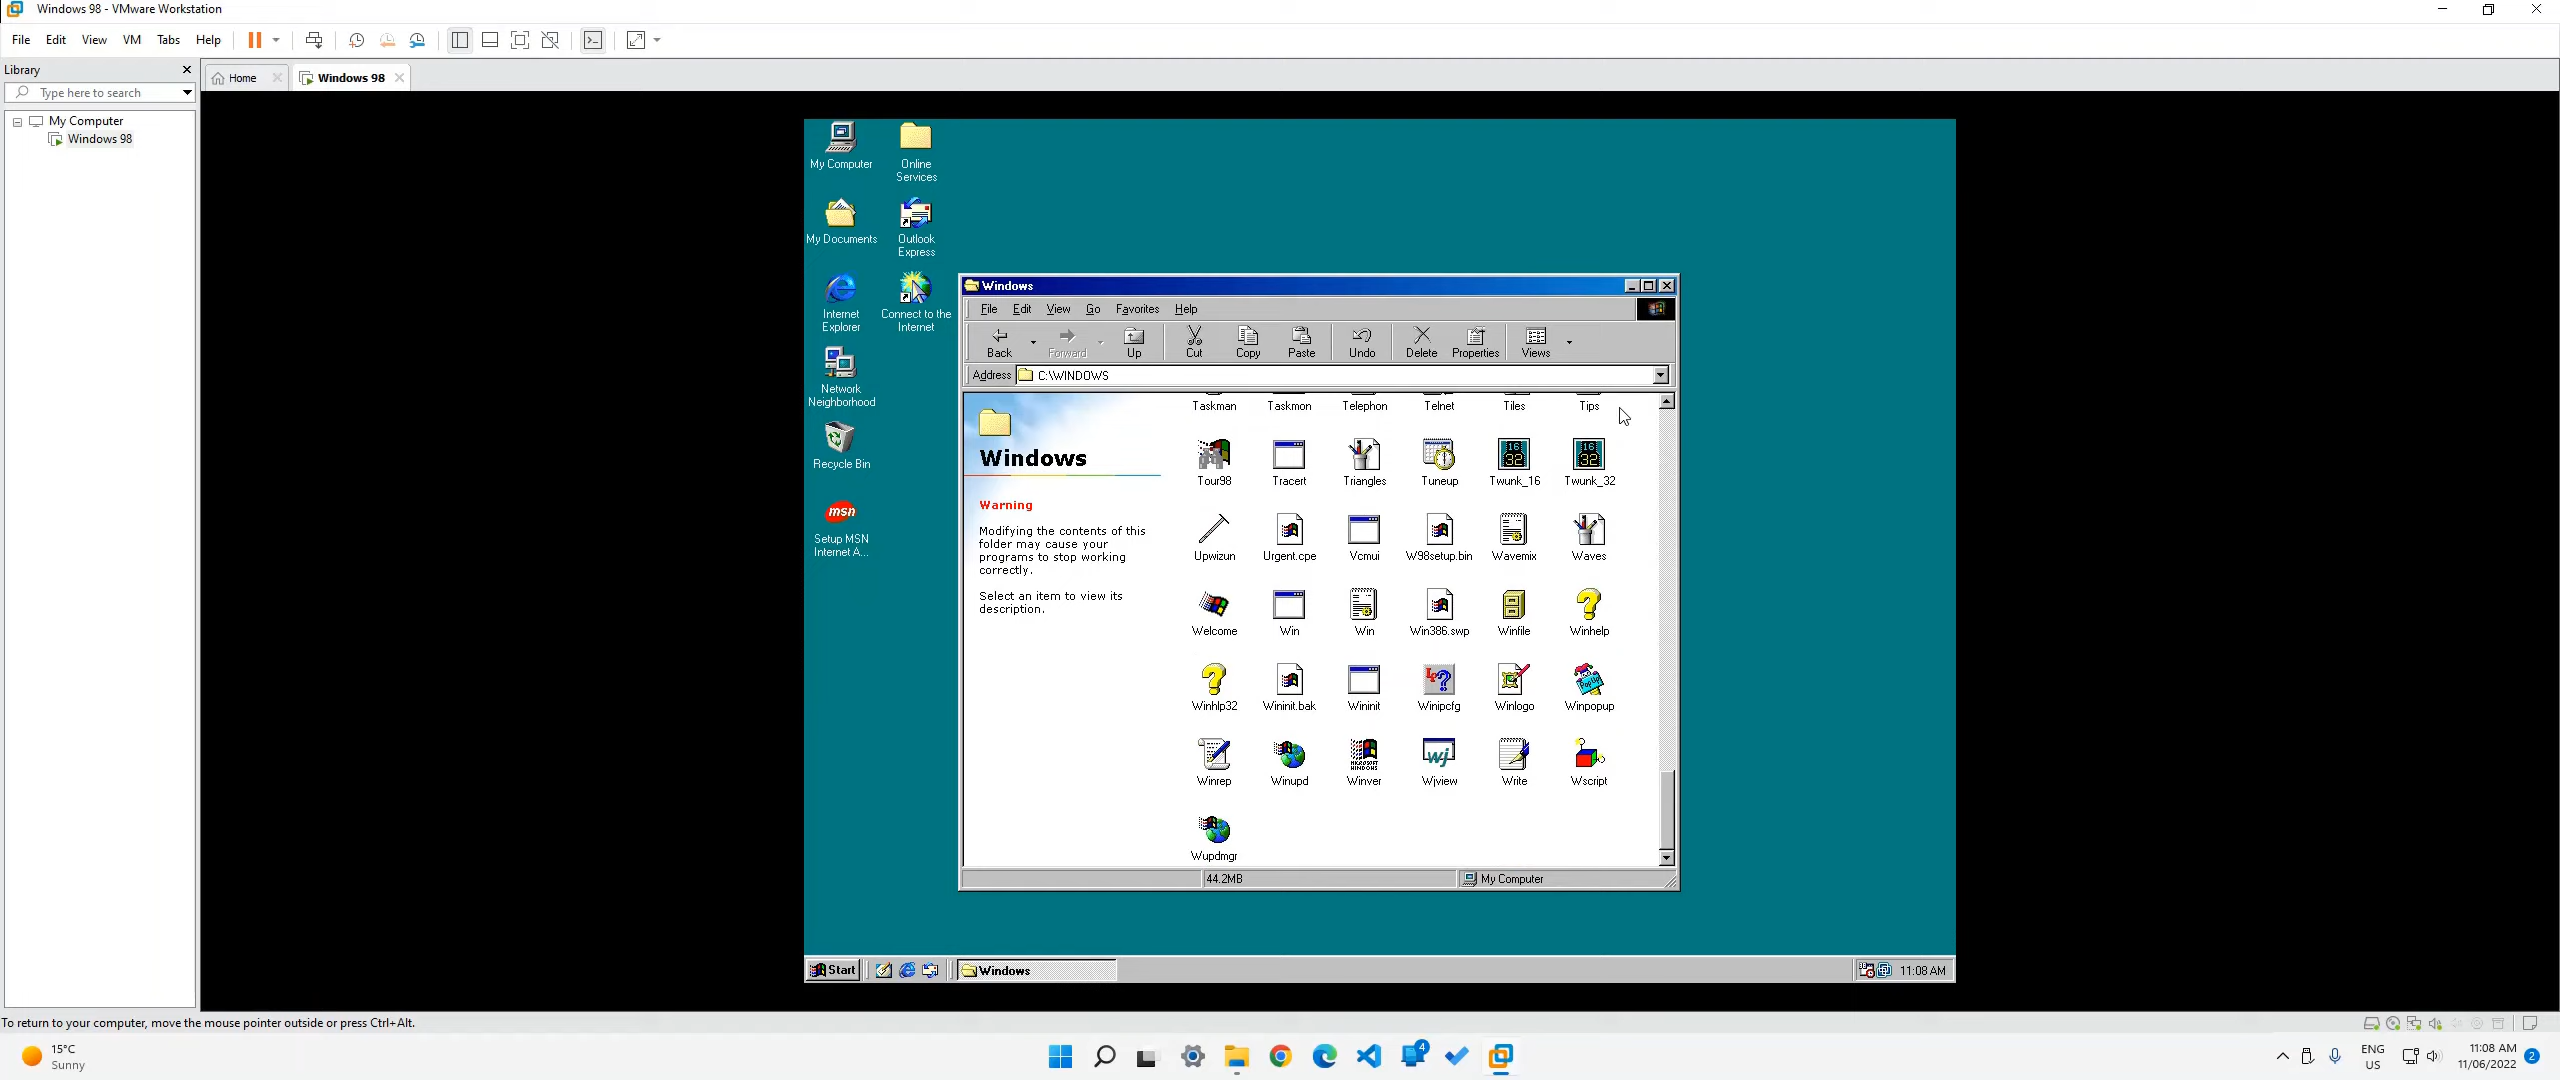 Windows 98 - VMware Workstation
File Edit View VM Tabs Help
Library
Type here to search
My Computer
Windows 98
Home
Windows 98
My Computer
Online
Services
My Documents
Outlook
Express
Internet
Explorer
Connect to the
Internet
Network
Neighborhood
Recycle Bin
msn
Setup MSN
Internet A...
Windows
File Edit View Go Favorites Help
Back Forward Up Cut Copy Paste Undo Delete Properties Views
Address C:\WINDOWS
Windows
Warning
Modifying the contents of this
folder may cause your
programs to stop working
correctly.
Select an item to view its
description.
Taskman Taskmon Telephon Telnet Tiles Tips
16 32 16 32
Tour98 Tracert Triangles Tuneup Twunk_16 Twunk_32
Upwizun Urgent.cpe Vcmui W98setup.bin Wavemix Waves
Welcome Win Win Win386.swp Winfile Winhelp
Winhlp32 Wininit.bak Wininit Winipcfg Winlogo Winpopup
Winrep Winupd Winver Wjview Write Wscript
Wupdmgr
44.2MB My Computer
Start Windows 11:08 AM
To return to your computer, move the mouse pointer outside or press Ctrl+Alt.
15°C
Sunny
4
ENG
US
11:08 AM
11/06/2022
2